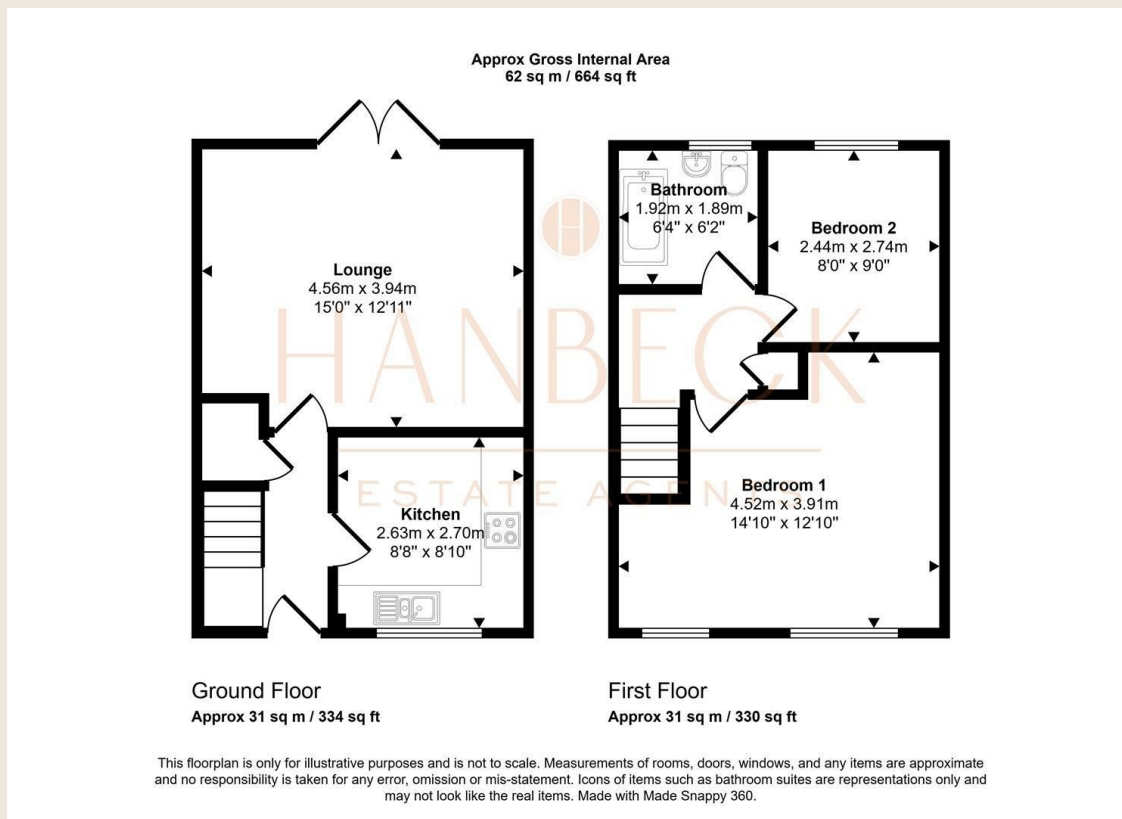 Approx Gross Internal Area
62 sq m / 664 sq ft
Lounge
4.56m x 3.94m
15'0" x 12'11"
Kitchen
2.63m x 2.70m
8'8" x 8'10"
Bathroom
1.92m x 1.89m
6'4" x 6'2"
Bedroom 2
2.44m x 2.74m
8'0" x 9'0"
Bedroom 1
4.52m x 3.91m
14'10" x 12'10"
HANBECK
ESTATE AGENTS
Ground Floor
Approx 31 sq m / 334 sq ft
First Floor
Approx 31 sq m / 330 sq ft
This floorplan is only for illustrative purposes and is not to scale. Measurements of rooms, doors, windows, and any items are approximate
and no responsibility is taken for any error, omission or mis-statement. Icons of items such as bathroom suites are representations only and
may not look like the real items. Made with Made Snappy 360.